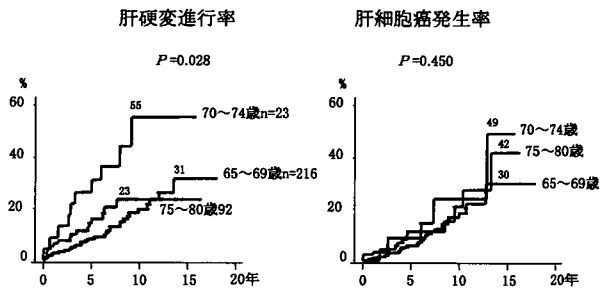 肝硬変進行率
P=0.028
%
60
40
20
0
55
70〜74歳n=23
31
65〜69歳n=216
23
75〜80歳92
0 5 10 15 20年
肝細胞癌発生率
P=0.450
%
60
40
20
0
49
70〜74歳
42
75〜80歳
30
65〜69歳
0 5 10 15 20年